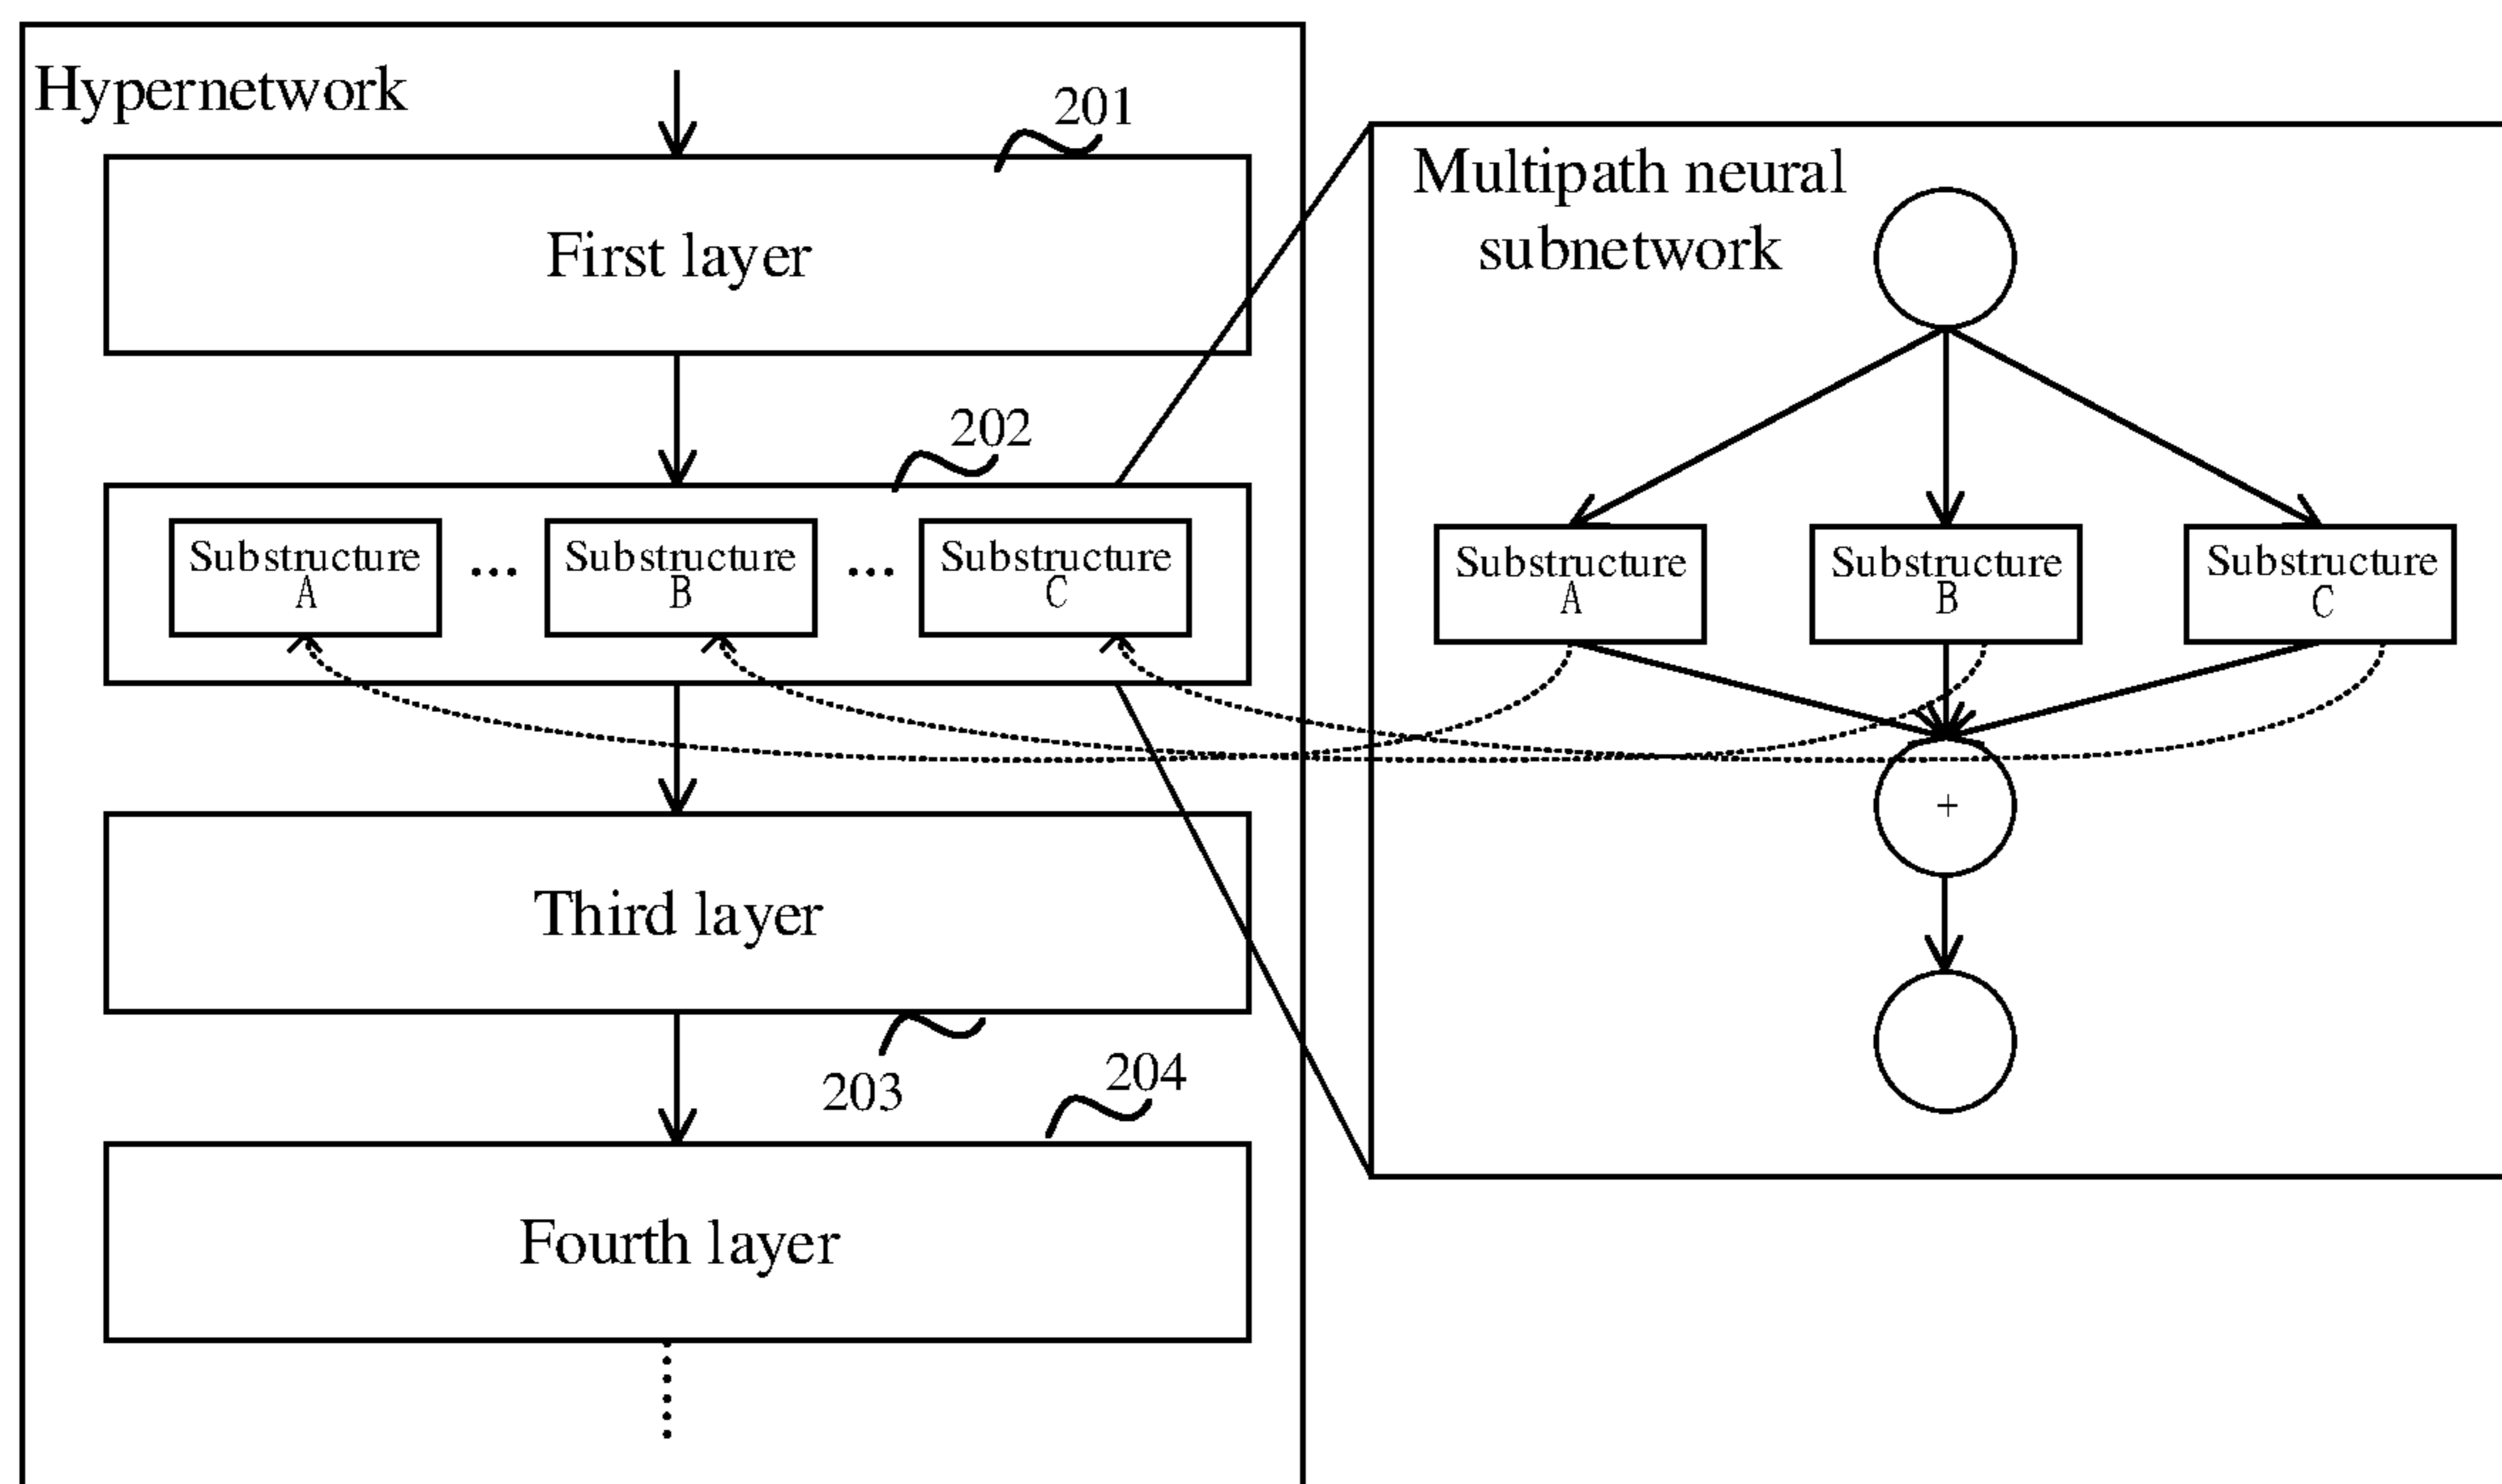 Hypernetwork
201
First layer
202
Substructure
A
...
Substructure
B
...
Substructure
C
Third layer
203
204
Fourth layer
Multipath neural
subnetwork
Substructure
A
Substructure
B
Substructure
C
+